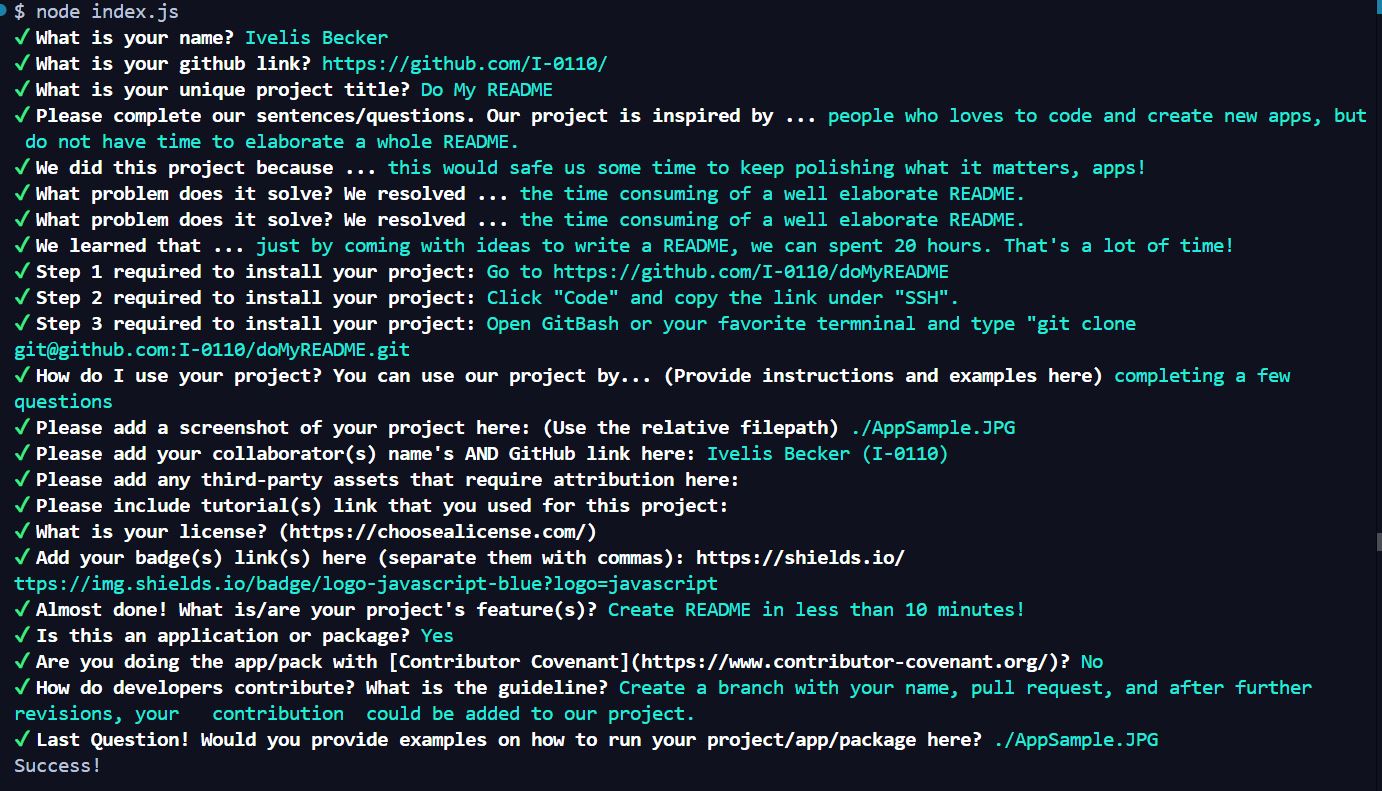 $ node index.js
✓ What is your name? Ivelis Becker
✓ What is your github link? https://github.com/I-0110/
✓ What is your unique project title? Do My README
✓ Please complete our sentences/questions. Our project is inspired by ... people who loves to code and create new apps, but
do not have time to elaborate a whole README.
✓ We did this project because ... this would safe us some time to keep polishing what it matters, apps!
✓ What problem does it solve? We resolved ... the time consuming of a well elaborate README.
✓ What problem does it solve? We resolved ... the time consuming of a well elaborate README.
✓ We learned that ... just by coming with ideas to write a README, we can spent 20 hours. That's a lot of time!
✓ Step 1 required to install your project: Go to https://github.com/I-0110/doMyREADME
✓ Step 2 required to install your project: Click "Code" and copy the link under "SSH".
✓ Step 3 required to install your project: Open GitBash or your favorite termninal and type "git clone
git@github.com:I-0110/doMyREADME.git
✓ How do I use your project? You can use our project by... (Provide instructions and examples here) completing a few
questions
✓ Please add a screenshot of your project here: (Use the relative filepath) ./AppSample.JPG
✓ Please add your collaborator(s) name's AND GitHub link here: Ivelis Becker (I-0110)
✓ Please add any third-party assets that require attribution here:
✓ Please include tutorial(s) link that you used for this project:
✓ What is your license? (https://choosealicense.com/)
✓ Add your badge(s) link(s) here (separate them with commas): https://shields.io/
ttps://img.shields.io/badge/logo-javascript-blue?logo=javascript
✓ Almost done! What is/are your project's feature(s)? Create README in less than 10 minutes!
✓ Is this an application or package? Yes
✓ Are you doing the app/pack with [Contributor Covenant](https://www.contributor-covenant.org/)? No
✓ How do developers contribute? What is the guideline? Create a branch with your name, pull request, and after further
revisions, your   contribution  could be added to our project.
✓ Last Question! Would you provide examples on how to run your project/app/package here? ./AppSample.JPG
Success!